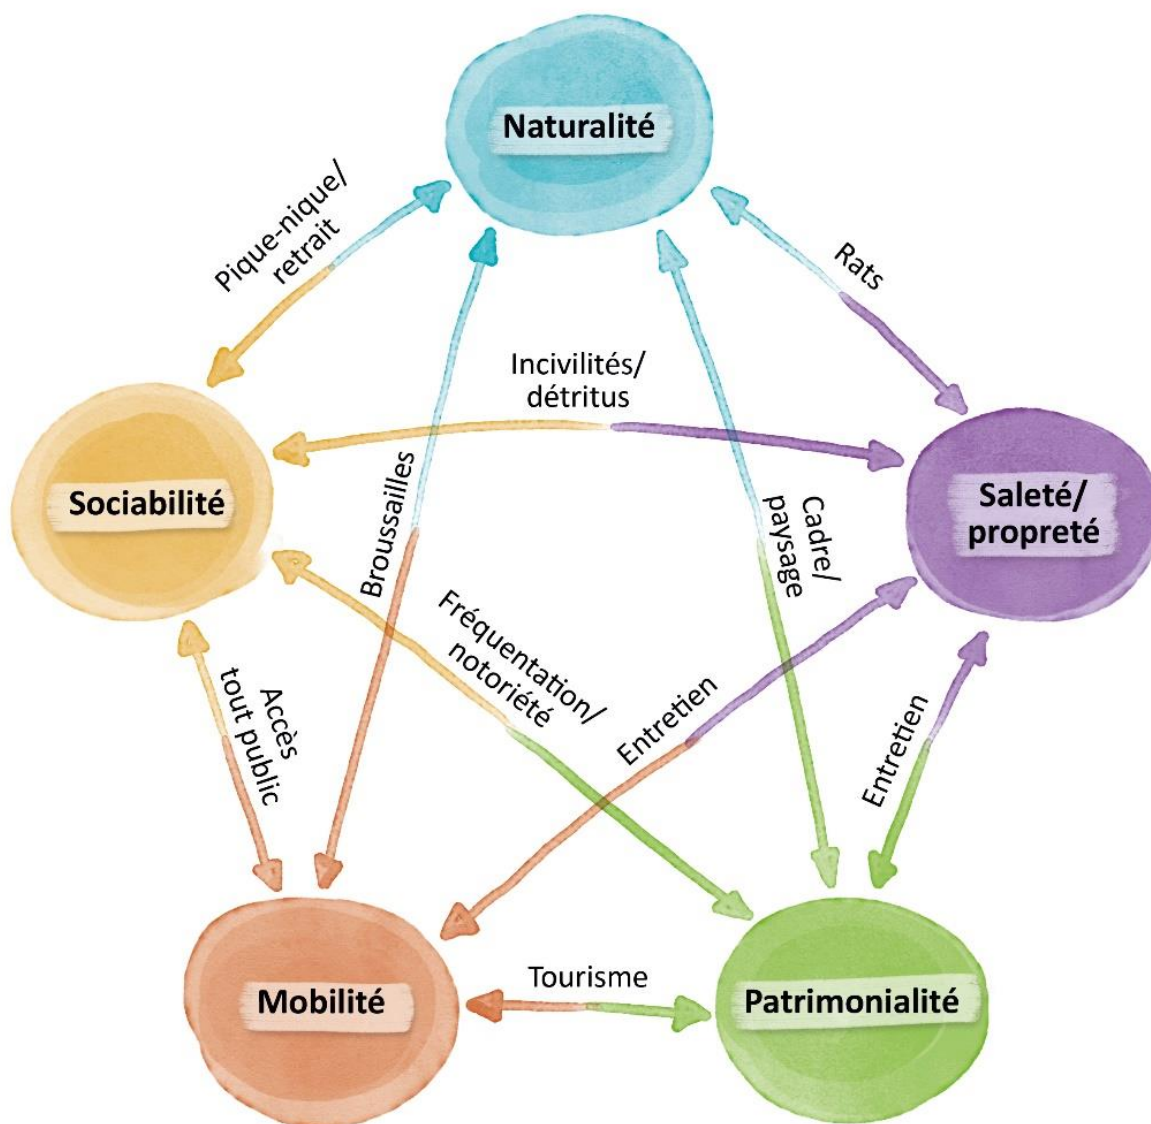 Naturalité
Pique-nique/
retrait
Rats
Incivilités/
détritus
Sociabilité
Saleté/
propreté
Broussailles
Cadre/
paysage
Fréquentation/
notoriété
Accès
tout public
Entretien
Entretien
Tourisme
Mobilité
Patrimonialité